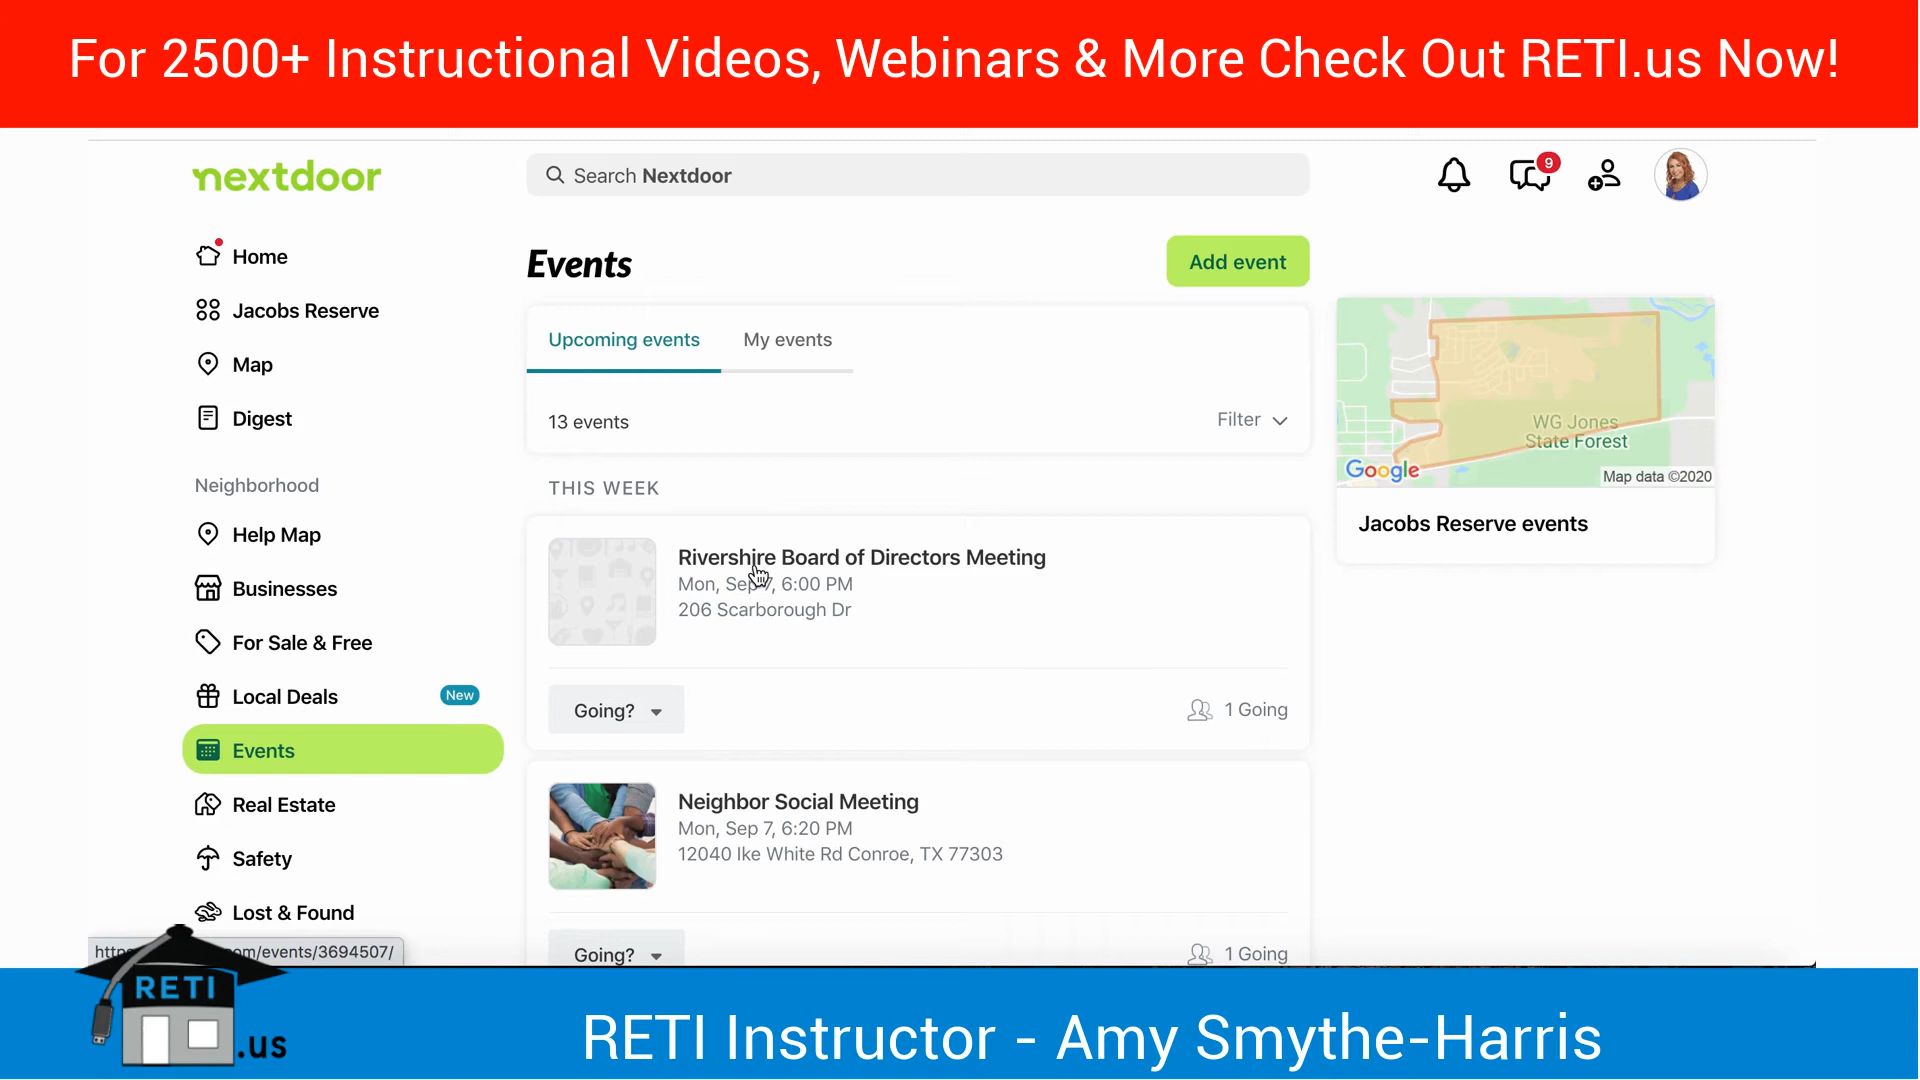 For 2500+ Instructional Videos, Webinars & More Check Out RETI.us Now!
nextdoor
Search Nextdoor
9
Home
Jacobs Reserve
Map
Digest
Neighborhood
Help Map
Businesses
For Sale & Free
Local Deals
New
Events
Real Estate
Safety
Lost & Found
Events
Add event
Upcoming events
My events
13 events
Filter
THIS WEEK
Rivershire Board of Directors Meeting
Mon, Sep 7, 6:00 PM
206 Scarborough Dr
Going?
1 Going
Neighbor Social Meeting
Mon, Sep 7, 6:20 PM
12040 Ike White Rd Conroe, TX 77303
Going?
1 Going
WG Jones
State Forest
Google
Map data ©2020
Jacobs Reserve events
om/events/3694507/
RETI
.us
RETI Instructor - Amy Smythe-Harris